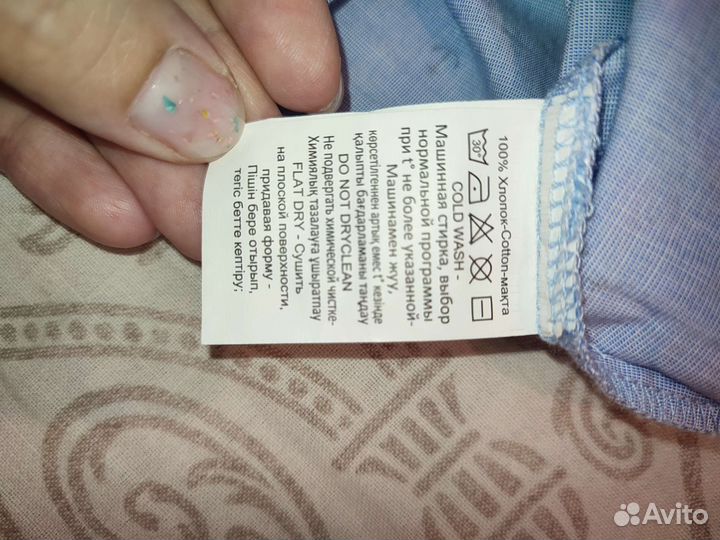 100% Хлопок-Cotton-мақта
30°
COLD WASH -
Машинная стирка, выбор
нормальной программы
при t° не более указанной-
Машинамен жуу,
көрсетілгеннен артық емес t° кезінде
қалыпты бағдарламаны таңдау
DO NOT DRYCLEAN
Не подвергать химической чистке-
Химиялық тазалауға ұшыратпау
FLAT DRY - Сушить
на плоской поверхности,
придавая форму -
Пішін бере отырып,
тегіс бетте кептіру;
Avito